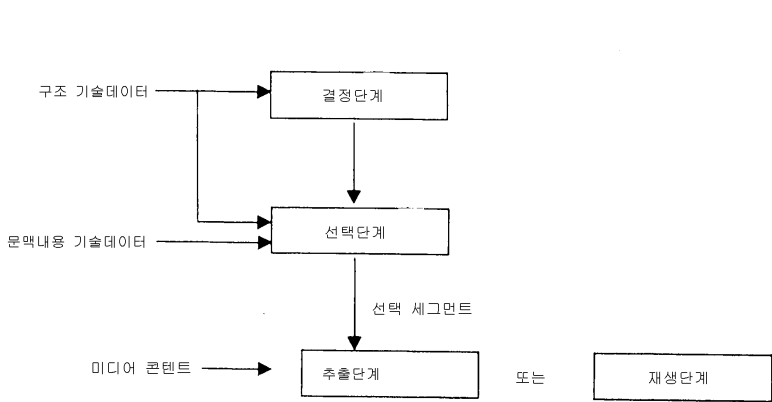 구조 기술데이터
결정단계
선택단계
문맥내용 기술데이터
선택 세그먼트
미디어 콘텐트
추출단계
또는
재생단계